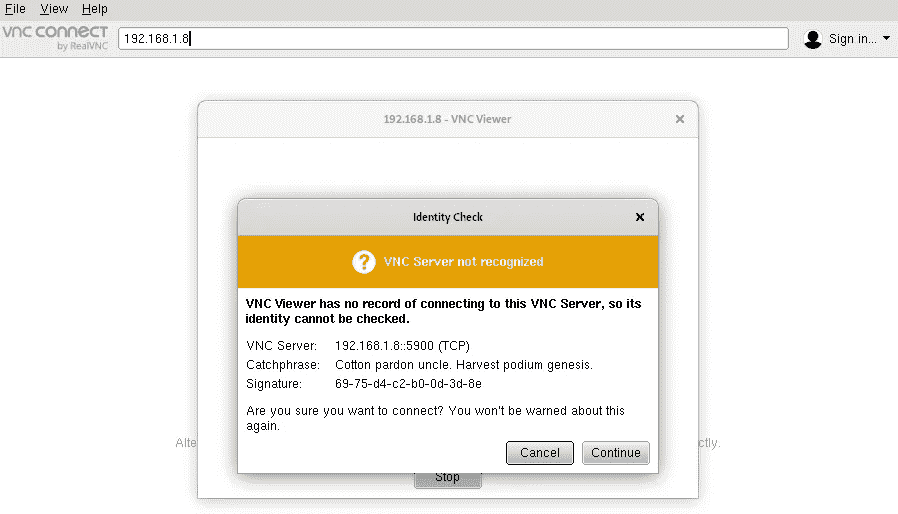 File View Help
vnc connect
by RealVNC
192.168.1.8
Sign in...
192.168.1.8 - VNC Viewer
Identity Check
VNC Server not recognized
VNC Viewer has no record of connecting to this VNC Server, so its
identity cannot be checked.
VNC Server: 192.168.1.8::5900 (TCP)
Catchphrase: Cotton pardon uncle. Harvest podium genesis.
Signature: 69-75-d4-c2-b0-0d-3d-8e
Are you sure you want to connect? You won't be warned about this
again.
Cancel Continue
Stop